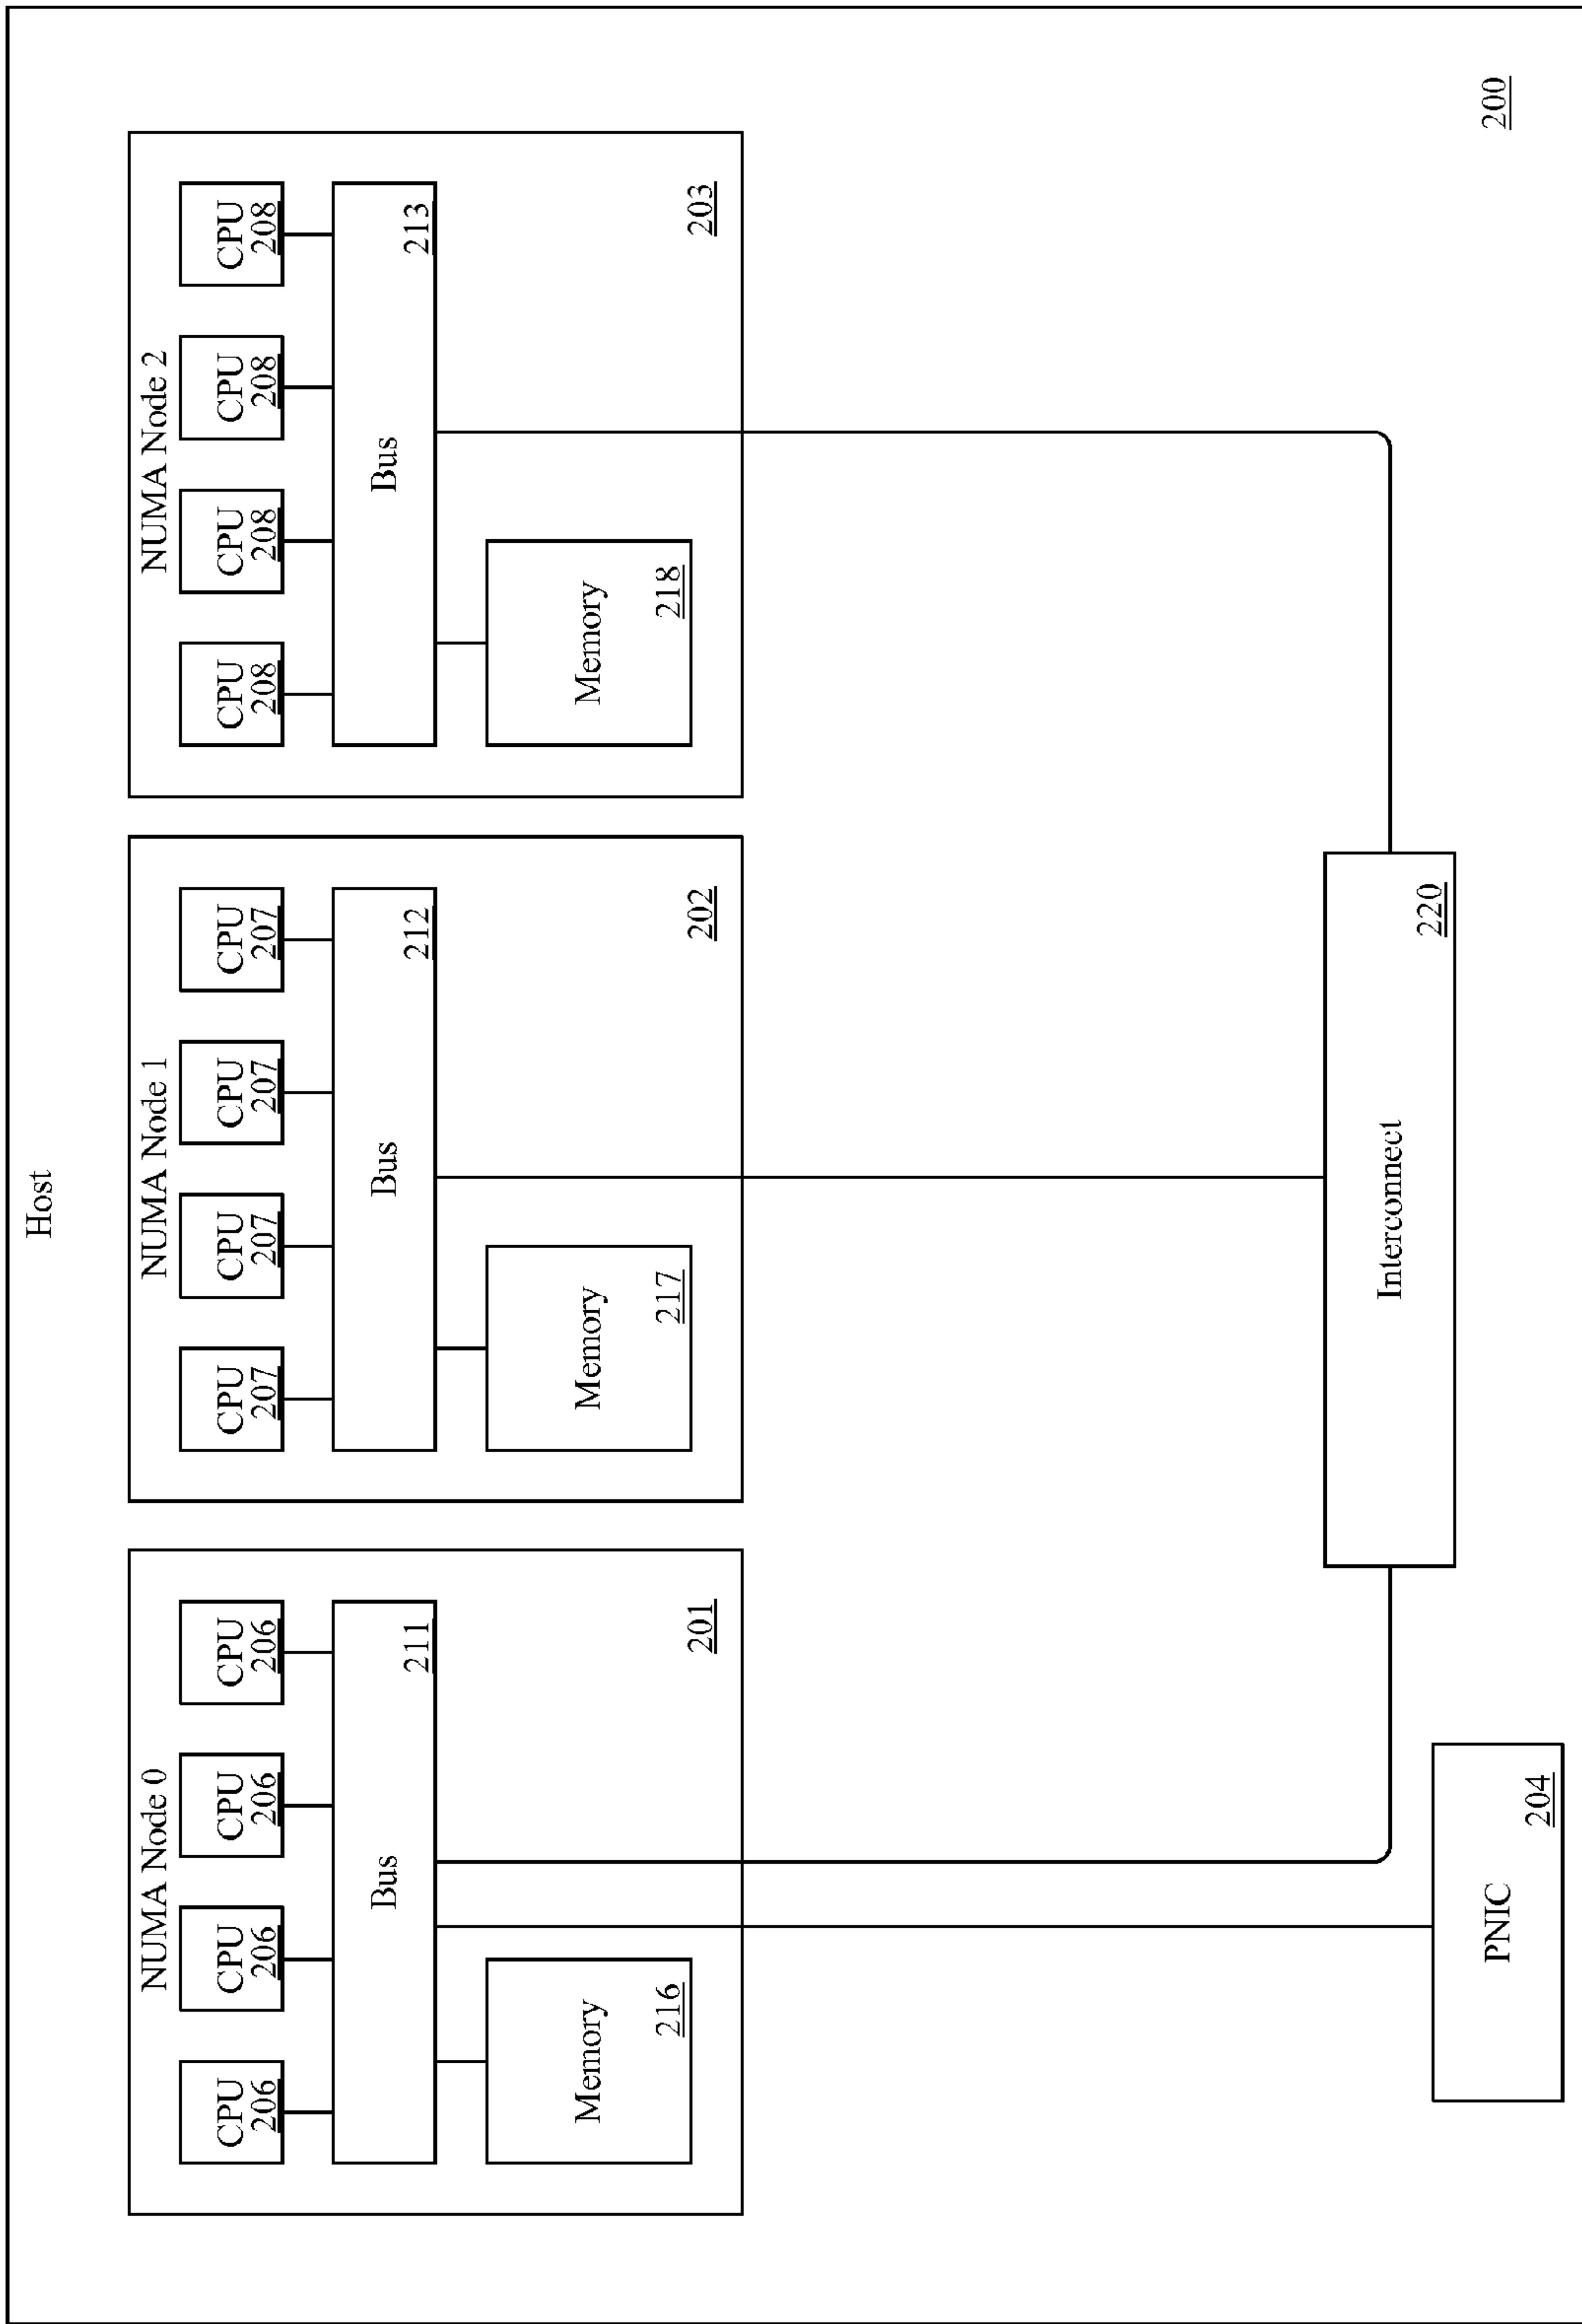 Host
NUMA Node 0
CPU
206
CPU
206
CPU
206
CPU
206
Bus
211
Memory
216
201
NUMA Node 1
CPU
207
CPU
207
CPU
207
CPU
207
Bus
212
Memory
217
202
NUMA Node 2
CPU
208
CPU
208
CPU
208
CPU
208
Bus
213
Memory
218
203
Interconnect
220
PNIC
204
200